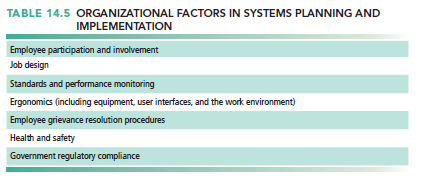 TABLE 14.5 ORGANIZATIONAL FACTORS IN SYSTEMS PLANNING AND
IMPLEMENTATION
Employee participation and involvement
Job design
Standards and performance monitoring
Ergonomics (including equipment, user interfaces, and the work environment)
Employee grievance resolution procedures
Health and safety
Government regulatory compliance